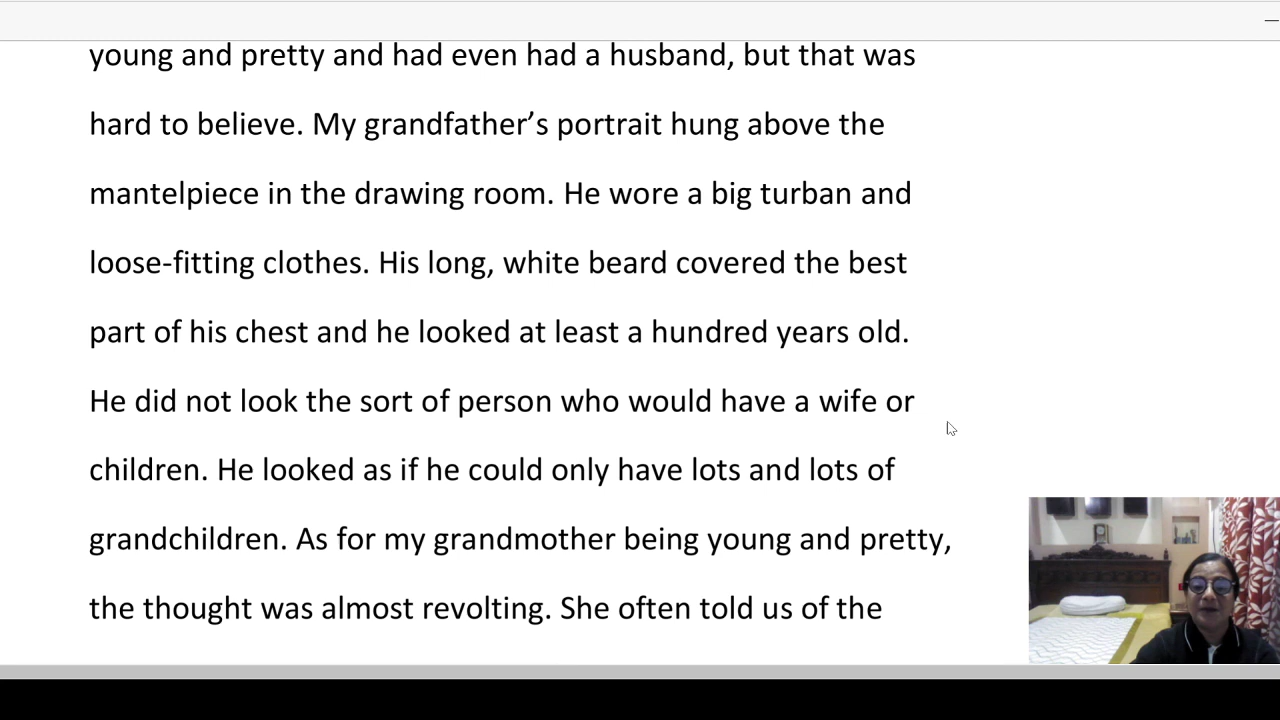 young and pretty and had even had a husband, but that was
hard to believe. My grandfather’s portrait hung above the
mantelpiece in the drawing room. He wore a big turban and
loose-fitting clothes. His long, white beard covered the best
part of his chest and he looked at least a hundred years old.
He did not look the sort of person who would have a wife or
children. He looked as if he could only have lots and lots of
grandchildren. As for my grandmother being young and pretty,
the thought was almost revolting. She often told us of the